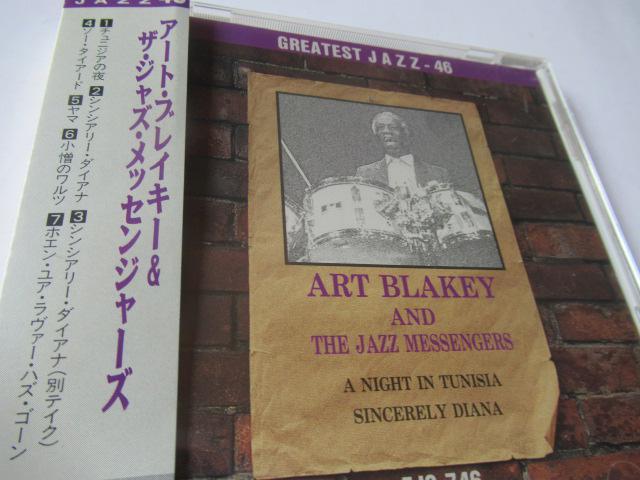 JAZZ-46
アート・ブレイキー&
ザ・ジャズ・メッセンジャーズ
1チュニジアの夜 2シンシアリー・ダイアナ 3シンシアリー・ダイアナ(別テイク)
4ソー・タイアード 5ヤマ 6小僧のワルツ 7ホエン・ユア・ラヴァー・ハズ・ゴーン
GREATEST JAZZ-46
ART BLAKEY
AND
THE JAZZ MESSENGERS
A NIGHT IN TUNISIA
SINCERELY DIANA